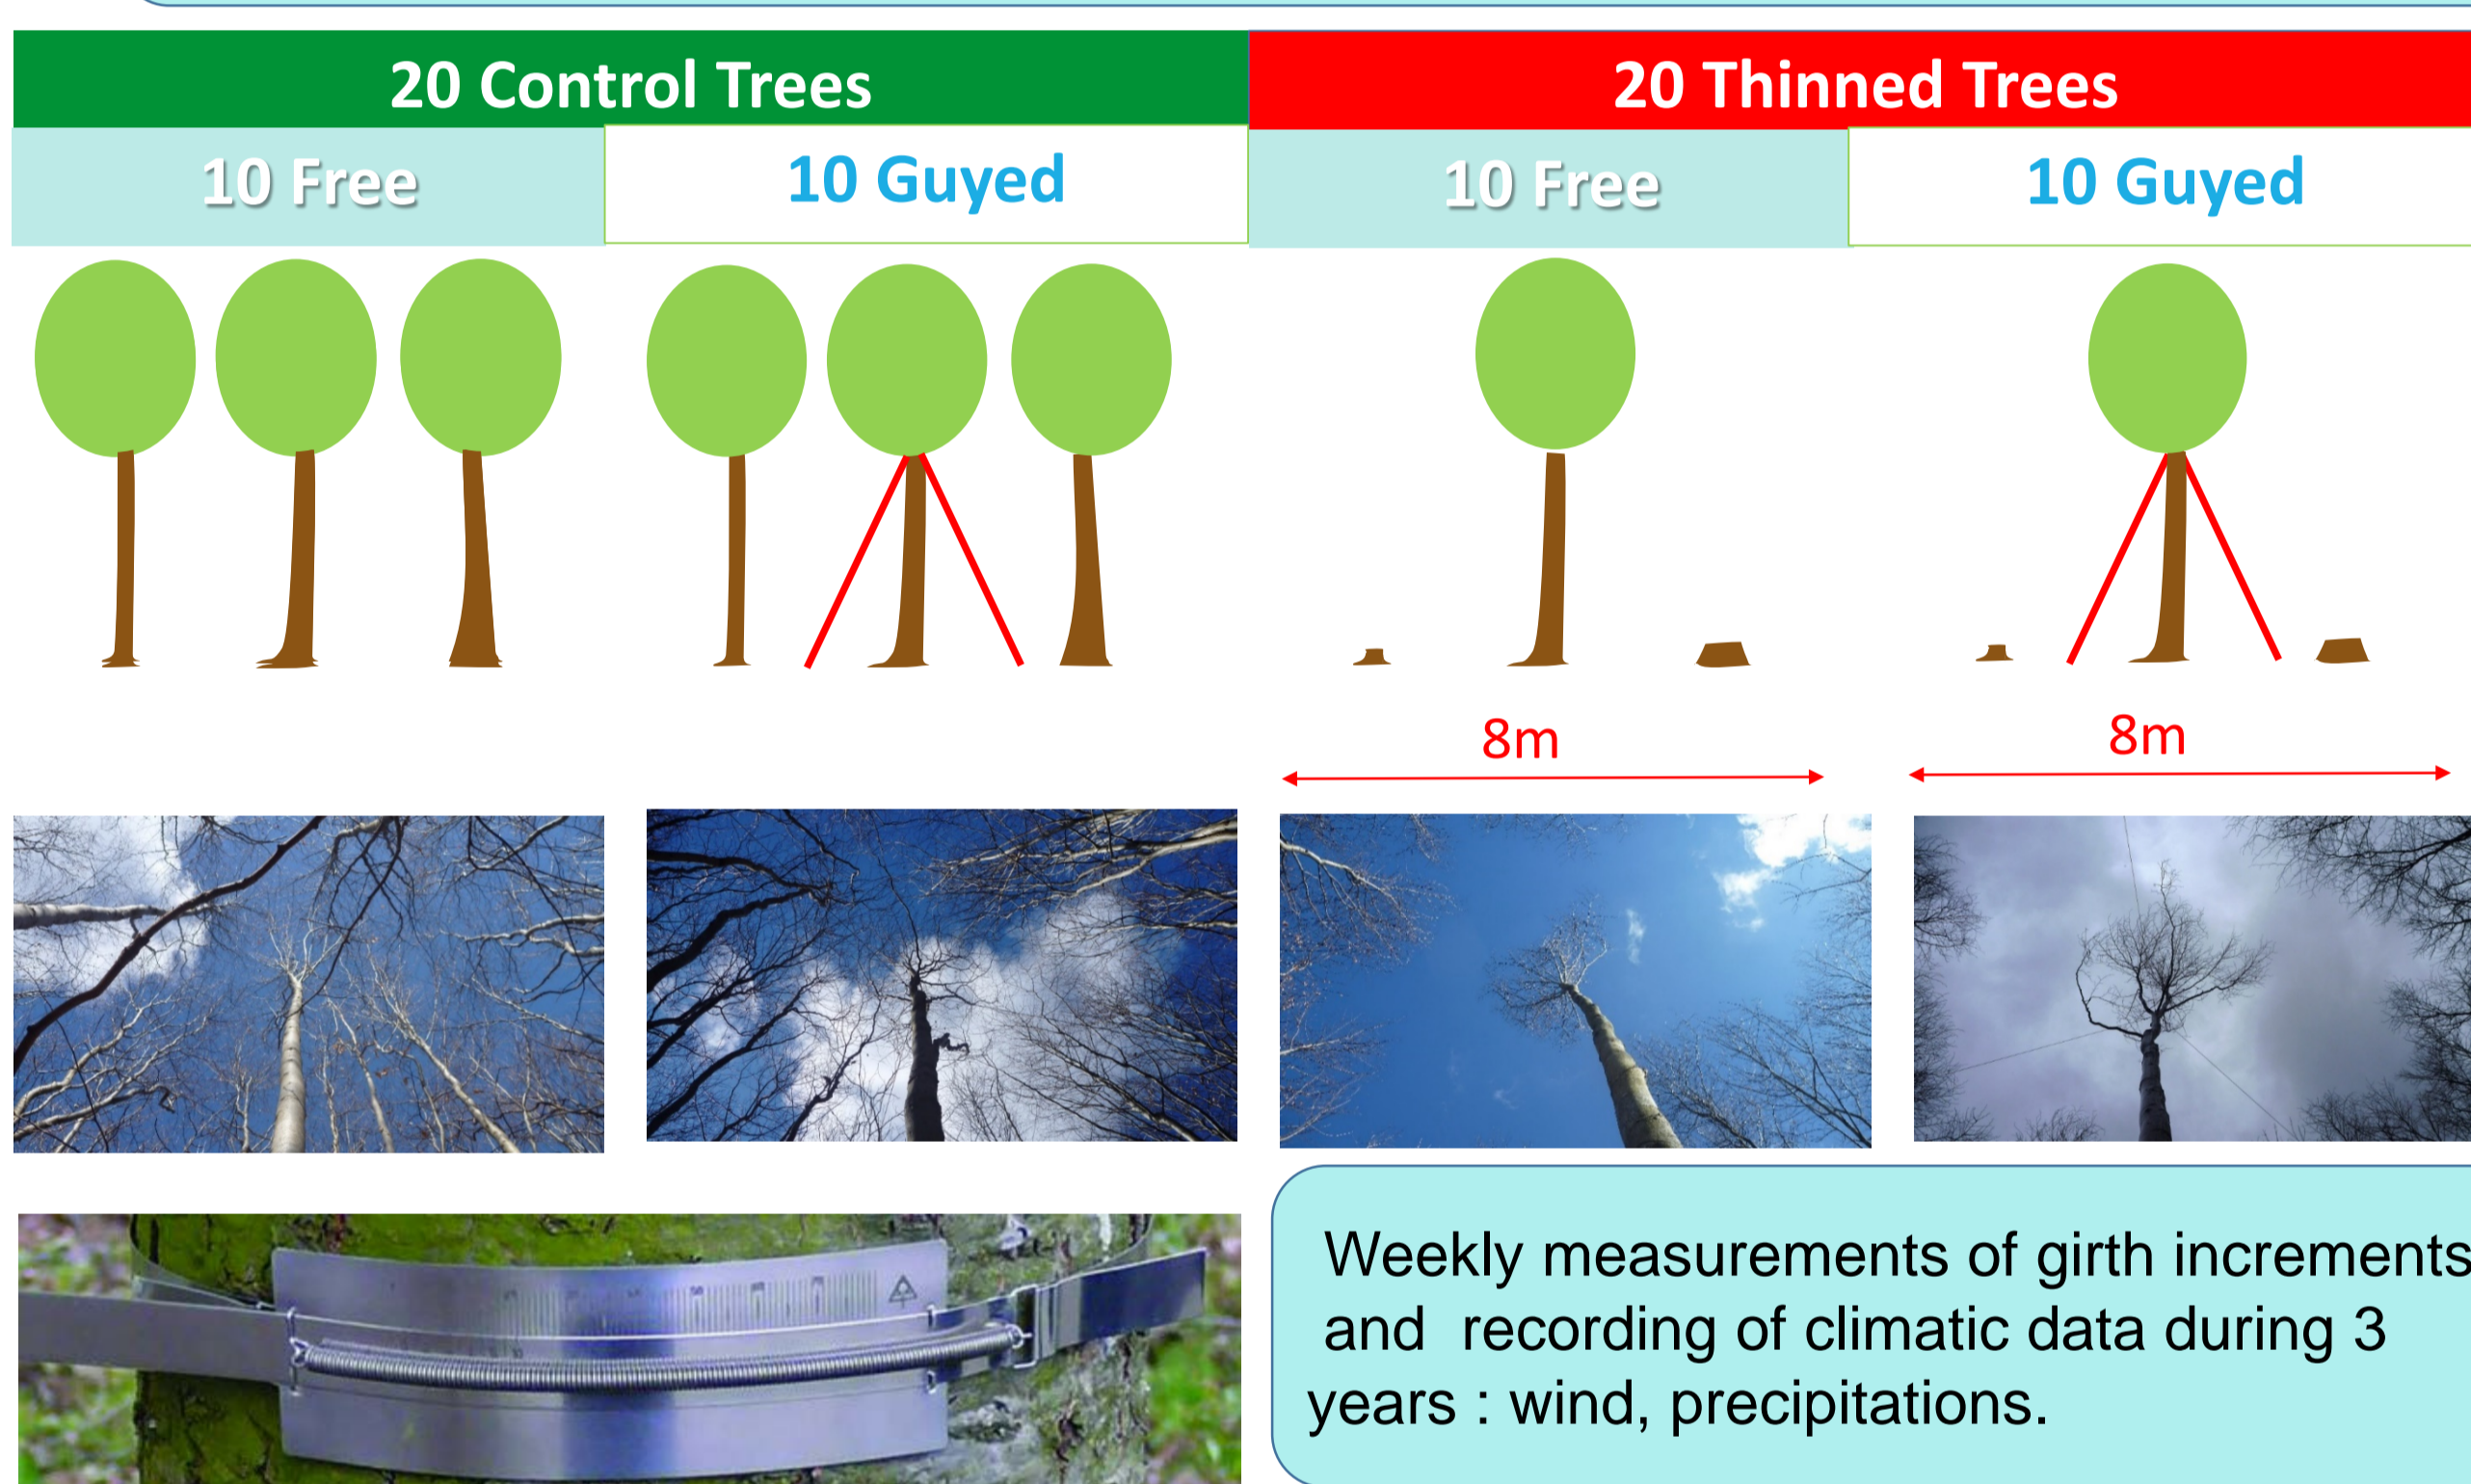 20 Control Trees
20 Thinned Trees
10 Free
10 Guyed
10 Free
10 Guyed
8m
8m
Weekly measurements of girth increments
and recording of climatic data during 3
years : wind, precipitations.